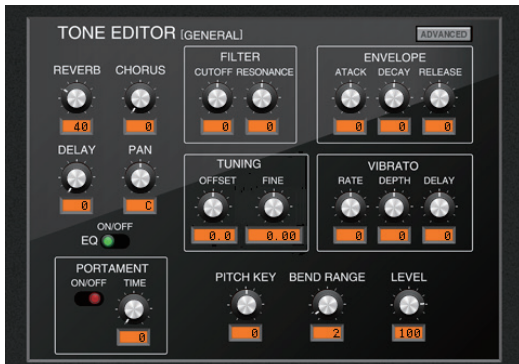 TONE EDITOR [GENERAL]
ADVANCED
REVERB CHORUS
40 0
DELAY PAN
0 C
ON/OFF
EQ
PORTAMENT
ON/OFF TIME
0
FILTER
CUTOFF RESONANCE
0 0
ENVELOPE
ATACK DECAY RELEASE
0 0 0
TUNING
OFFSET FINE
0.0 0.00
VIBRATO
RATE DEPTH DELAY
0 0 0
PITCH KEY BEND RANGE LEVEL
0 2 100